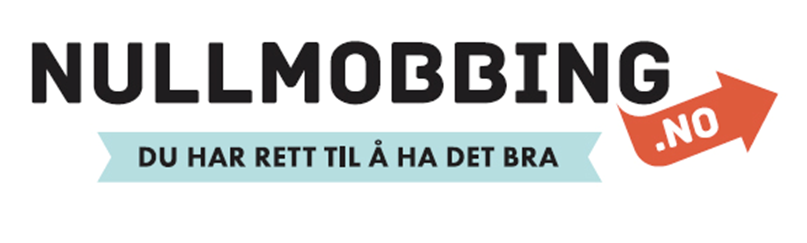 NULLMOBBING
.NO
DU HAR RETT TIL Å HA DET BRA